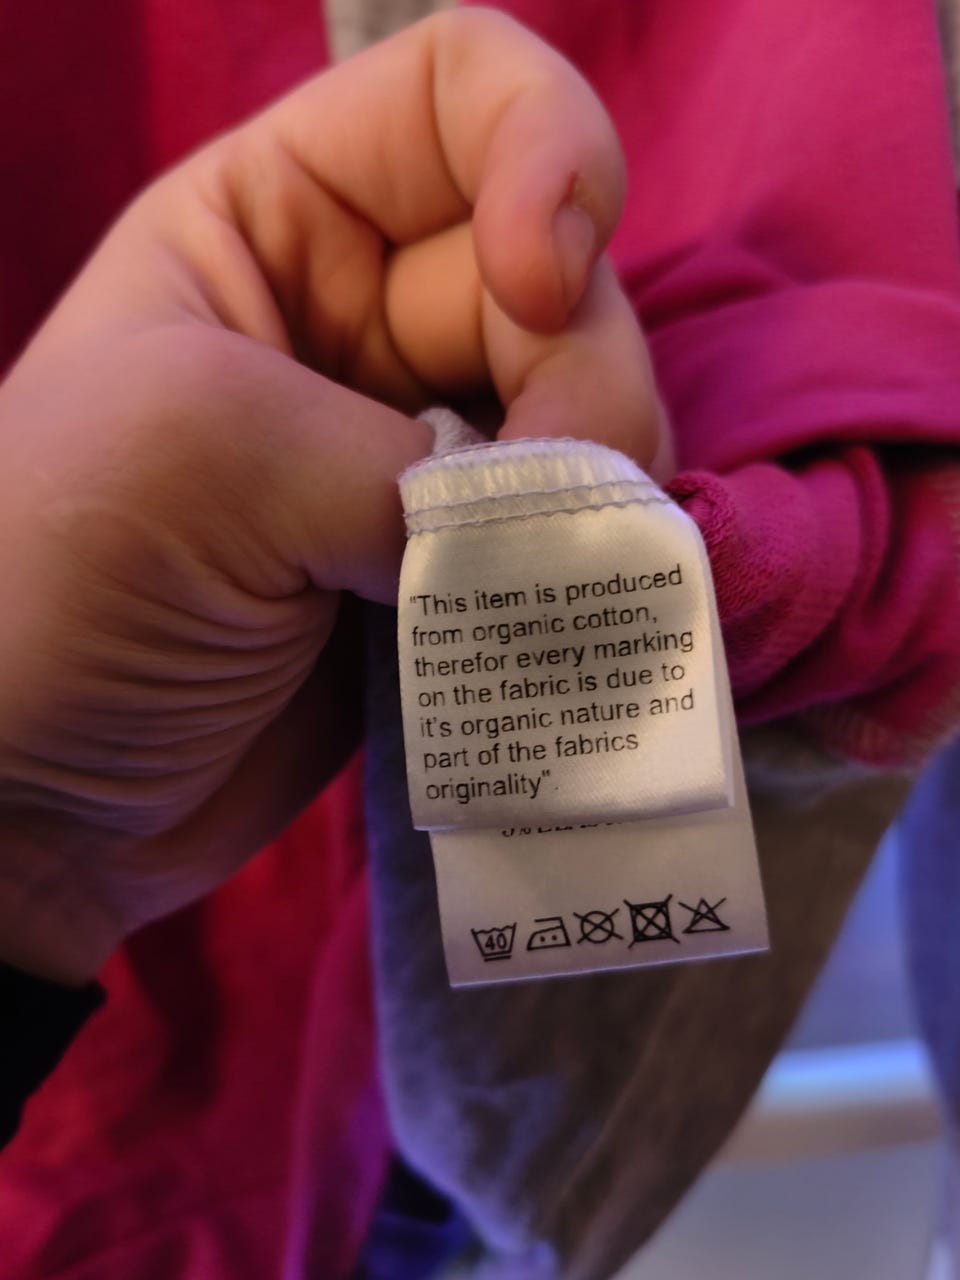 "This item is produced
from organic cotton,
therefor every marking
on the fabric is due to
it's organic nature and
part of the fabrics
originality".
40